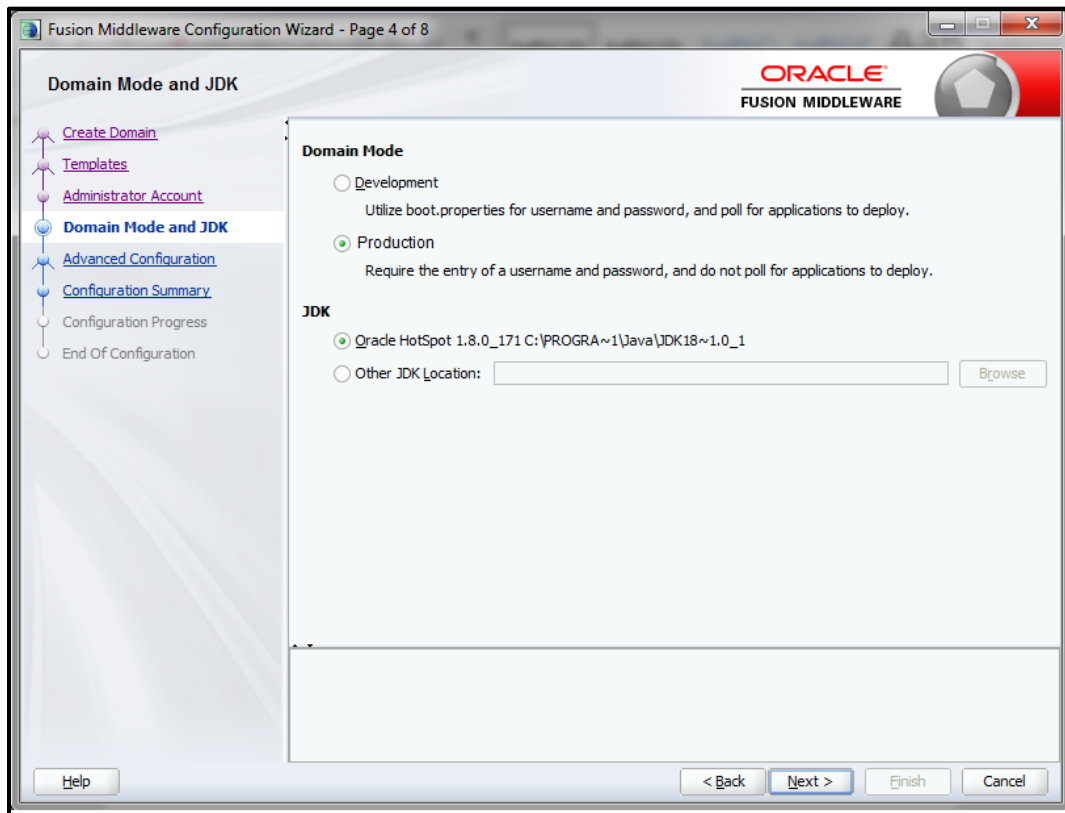 Fusion Middleware Configuration Wizard - Page 4 of 8
Domain Mode and JDK
ORACLE
FUSION MIDDLEWARE
Create Domain
Templates
Administrator Account
Domain Mode and JDK
Advanced Configuration
Configuration Summary
Configuration Progress
End Of Configuration
Domain Mode
Development
Utilize boot.properties for username and password, and poll for applications to deploy.
Production
Require the entry of a username and password, and do not poll for applications to deploy.
JDK
Oracle HotSpot 1.8.0_171 C:\PROGRA~1\Java\JDK18~1.0_1
Other JDK Location:
Browse
Help
< Back
Next >
Finish
Cancel